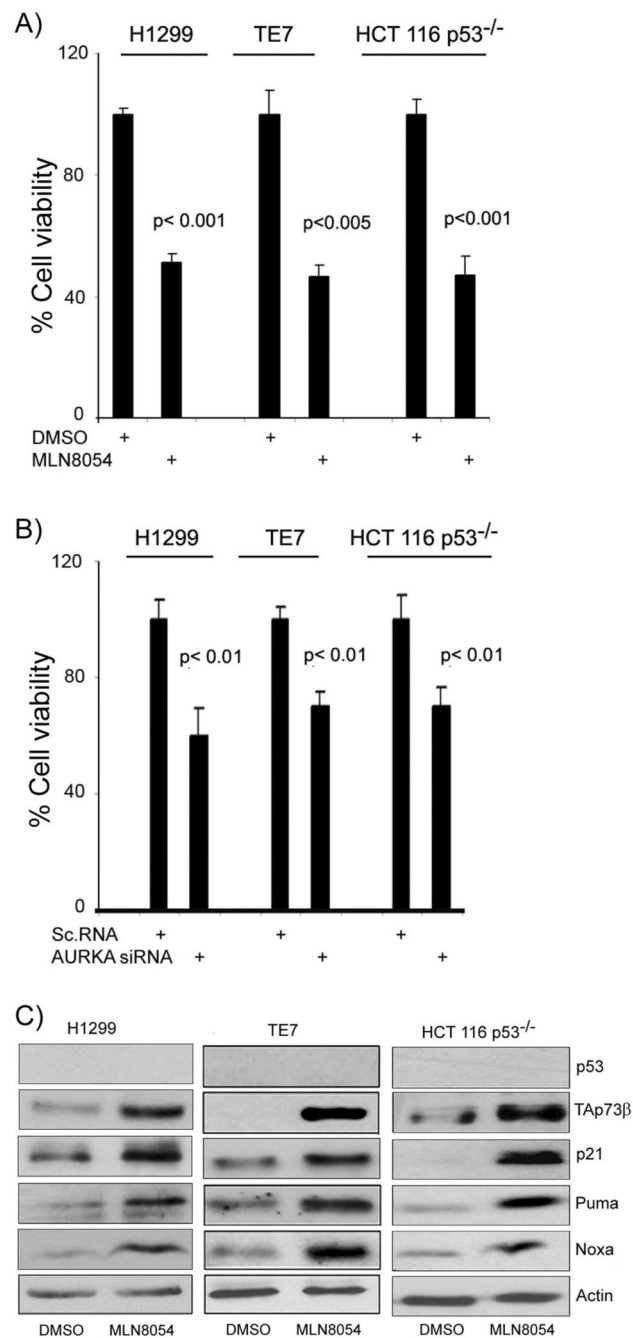 A)
H1299 TE7 HCT 116 p53-/-
120
80
40
0
% Cell viability
p< 0.001 p<0.005 p<0.001
DMSO + + +
MLN8054 + + +
B)
H1299 TE7 HCT 116 p53-/-
120
80
40
0
% Cell viability
p< 0.01 p< 0.01 p< 0.01
Sc.RNA + + +
AURKA siRNA + + +
C)
H1299 TE7 HCT 116 p53-/-
p53
TAp73β
p21
Puma
Noxa
Actin
DMSO MLN8054 DMSO MLN8054 DMSO MLN8054